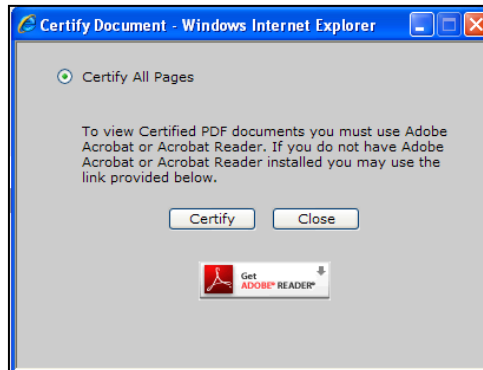 Certify Document - Windows Internet Explorer
Certify All Pages
To view Certified PDF documents you must use Adobe
Acrobat or Acrobat Reader. If you do not have Adobe
Acrobat or Acrobat Reader installed you may use the
link provided below.
Certify Close
Get
ADOBE® READER®